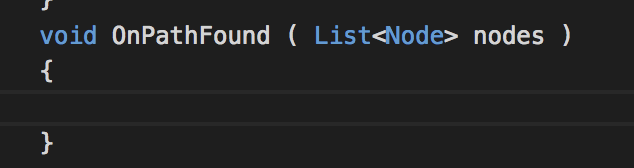 }
void OnPathFound ( List<Node> nodes )
{
}